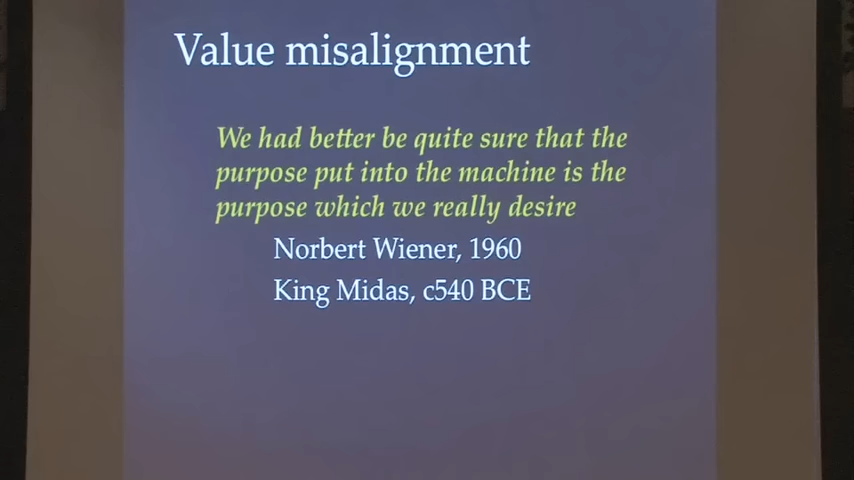 Value misalignment
We had better be quite sure that the
purpose put into the machine is the
purpose which we really desire
Norbert Wiener, 1960
King Midas, c540 BCE